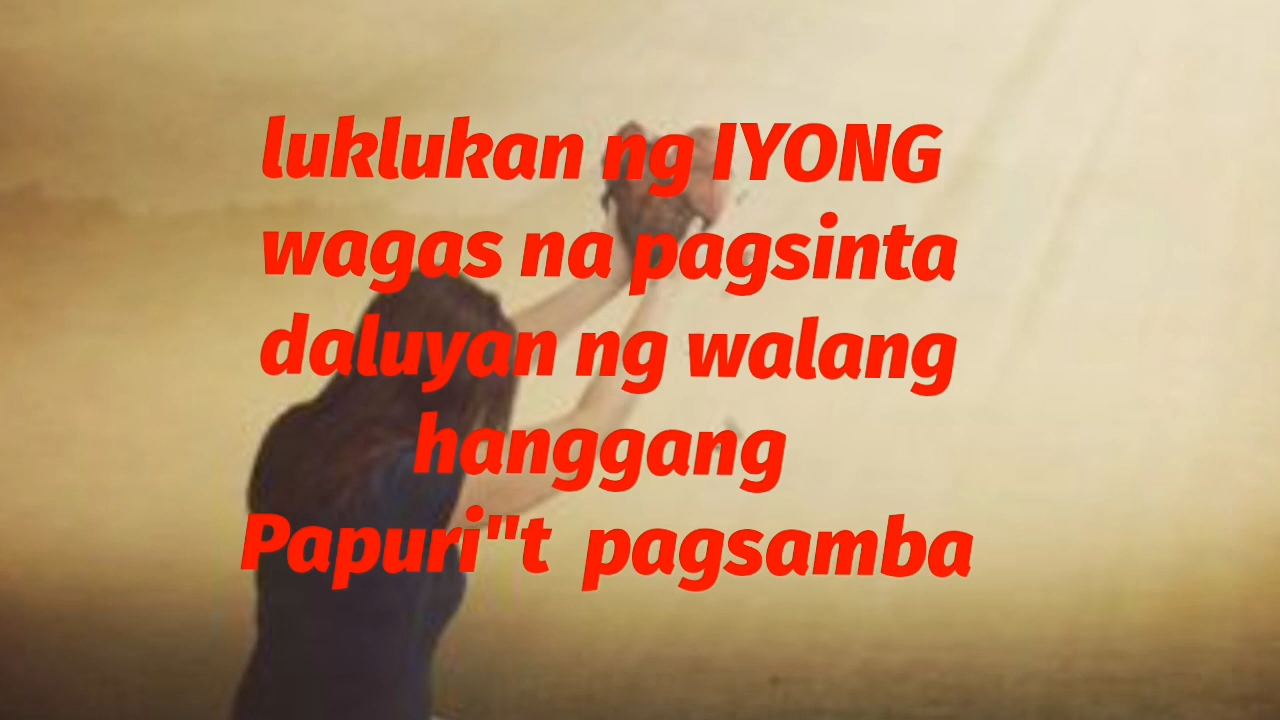 luklukan ng IYONG
wagas na pagsinta
daluyan ng walang
hanggang
Papuri"t pagsamba